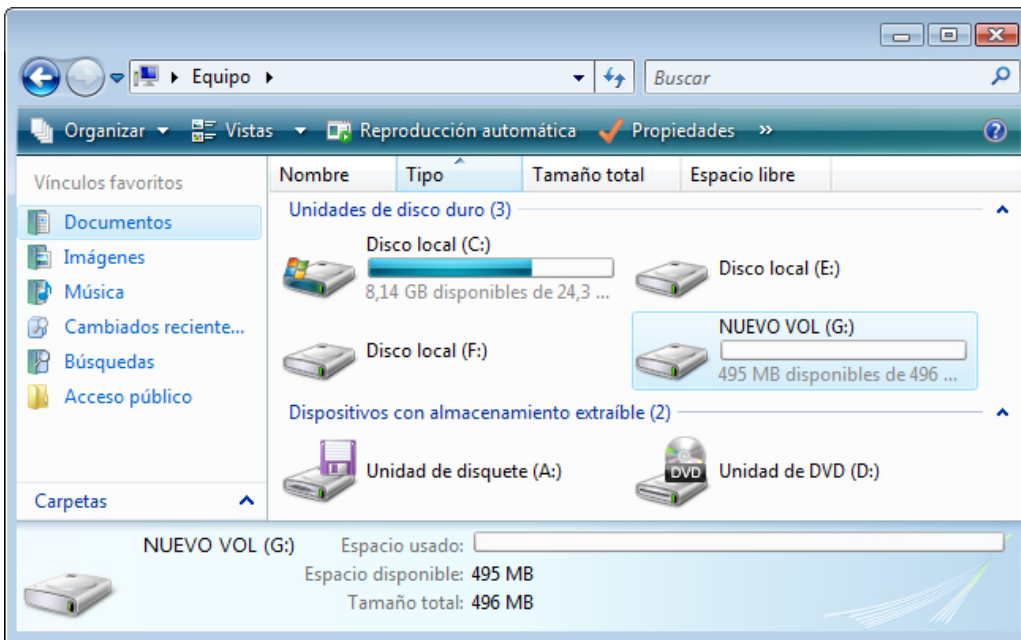 Equipo
Buscar
Organizar Vistas Reproducción automática Propiedades »
Vínculos favoritos
Documentos
Imágenes
Música
Cambiados reciente...
Búsquedas
Acceso público
Carpetas
Nombre Tipo Tamaño total Espacio libre
Unidades de disco duro (3)
Disco local (C:)
8,14 GB disponibles de 24,3 ...
Disco local (E:)
Disco local (F:)
NUEVO VOL (G:)
495 MB disponibles de 496 ...
Dispositivos con almacenamiento extraíble (2)
Unidad de disquete (A:)
DVD
Unidad de DVD (D:)
NUEVO VOL (G:) Espacio usado:
Espacio disponible: 495 MB
Tamaño total: 496 MB